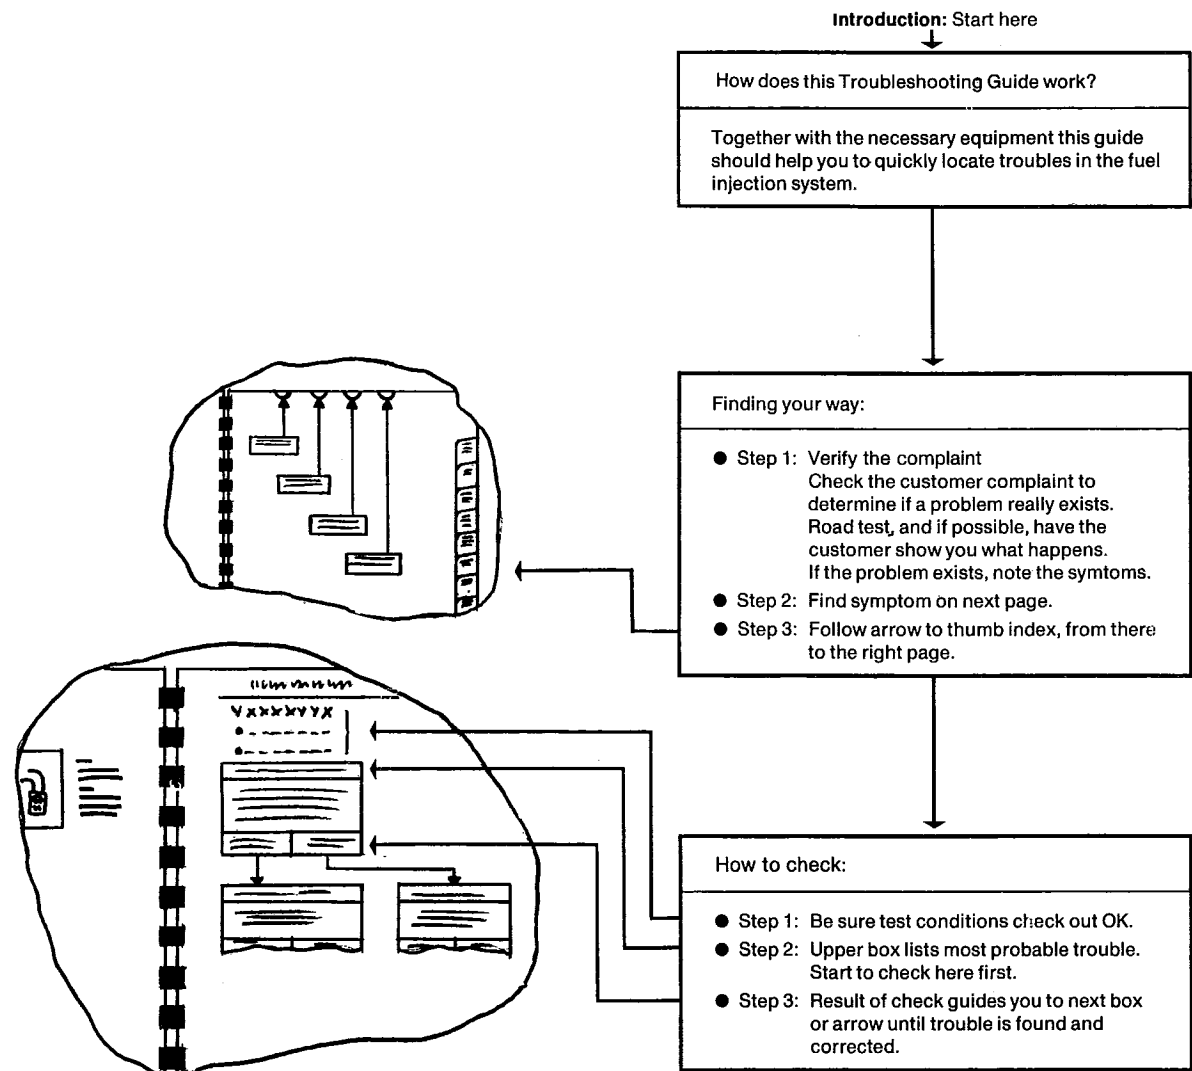 Introduction: Start here
How does this Troubleshooting Guide work?
Together with the necessary equipment this guide
should help you to quickly locate troubles in the fuel
injection system.
Finding your way:
● Step 1: Verify the complaint
Check the customer complaint to
determine if a problem really exists.
Road test, and if possible, have the
customer show you what happens.
If the problem exists, note the symtoms.
● Step 2: Find symptom on next page.
● Step 3: Follow arrow to thumb index, from there
to the right page.
How to check:
● Step 1: Be sure test conditions check out OK.
● Step 2: Upper box lists most probable trouble.
Start to check here first.
● Step 3: Result of check guides you to next box
or arrow until trouble is found and
corrected.